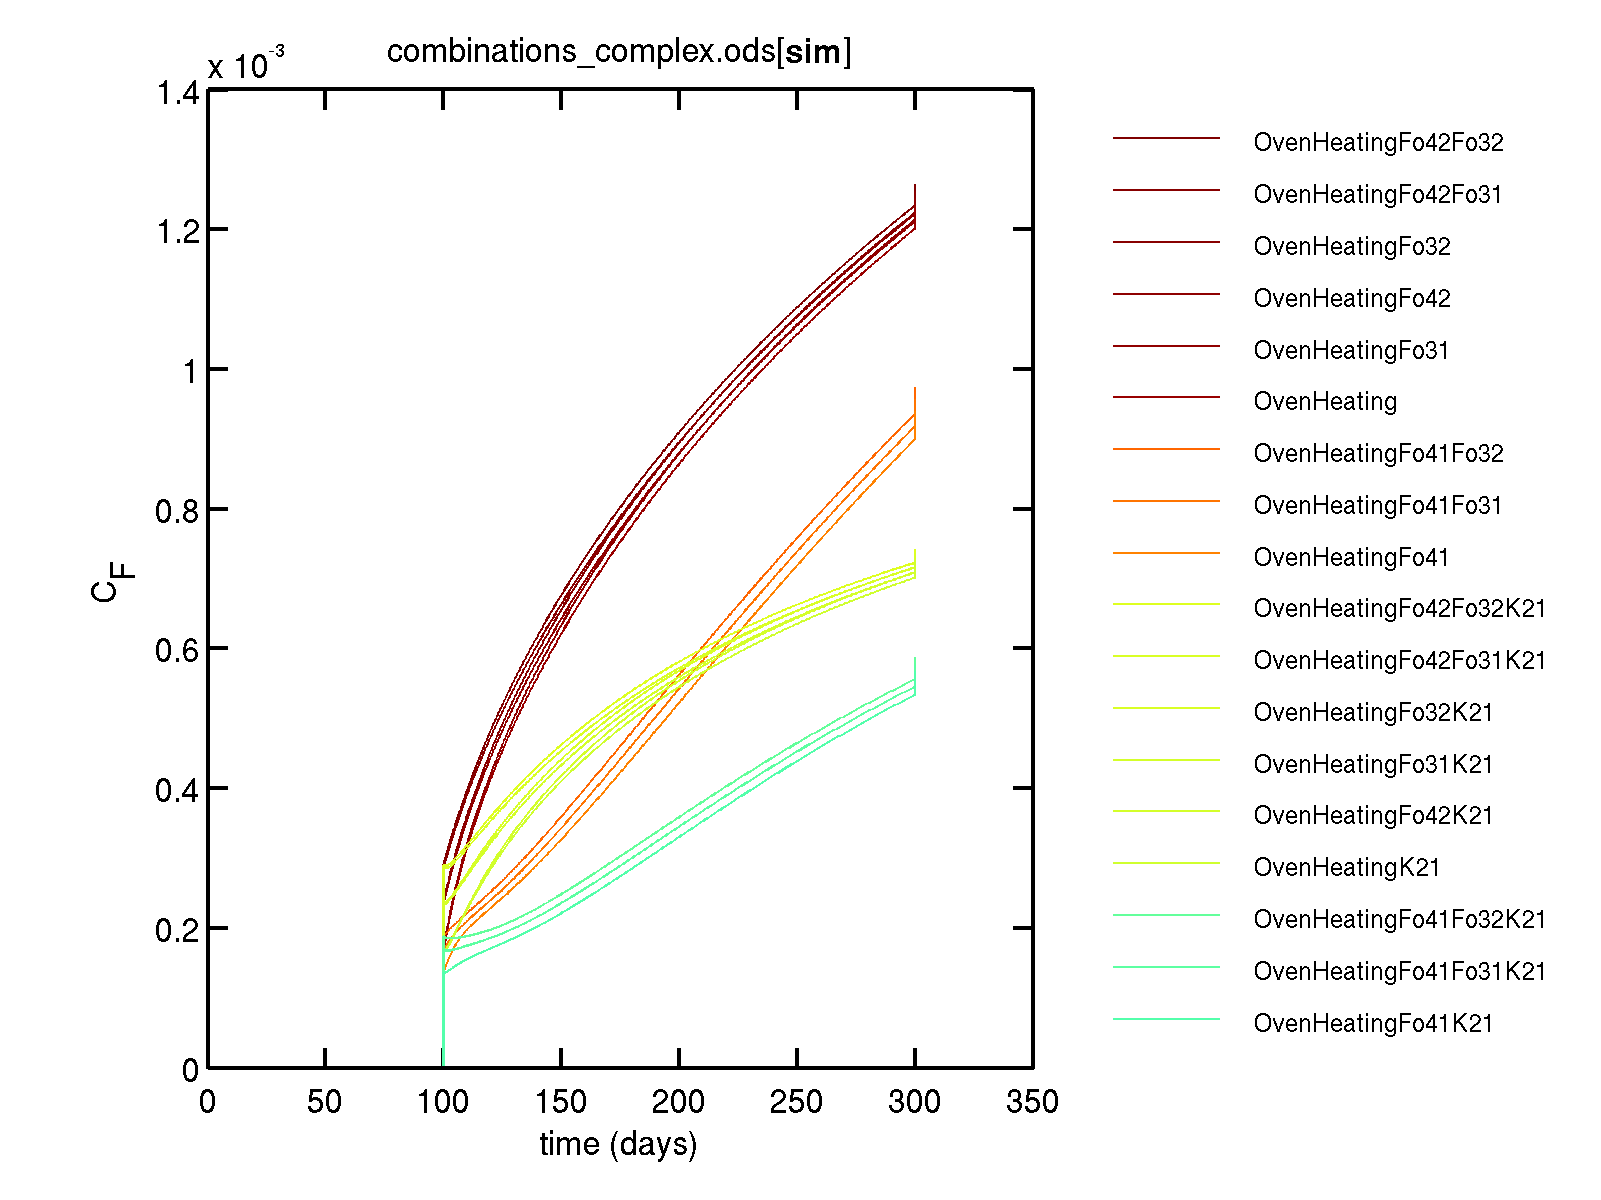 combinations_complex.ods[sim]
x 10-3
1.4
1.2
1
0.8
0.6
0.4
0.2
0
CF
0 50 100 150 200 250 300 350
time (days)
OvenHeatingFo42Fo32
OvenHeatingFo42Fo31
OvenHeatingFo32
OvenHeatingFo42
OvenHeatingFo31
OvenHeating
OvenHeatingFo41Fo32
OvenHeatingFo41Fo31
OvenHeatingFo41
OvenHeatingFo42Fo32K21
OvenHeatingFo42Fo31K21
OvenHeatingFo32K21
OvenHeatingFo31K21
OvenHeatingFo42K21
OvenHeatingK21
OvenHeatingFo41Fo32K21
OvenHeatingFo41Fo31K21
OvenHeatingFo41K21